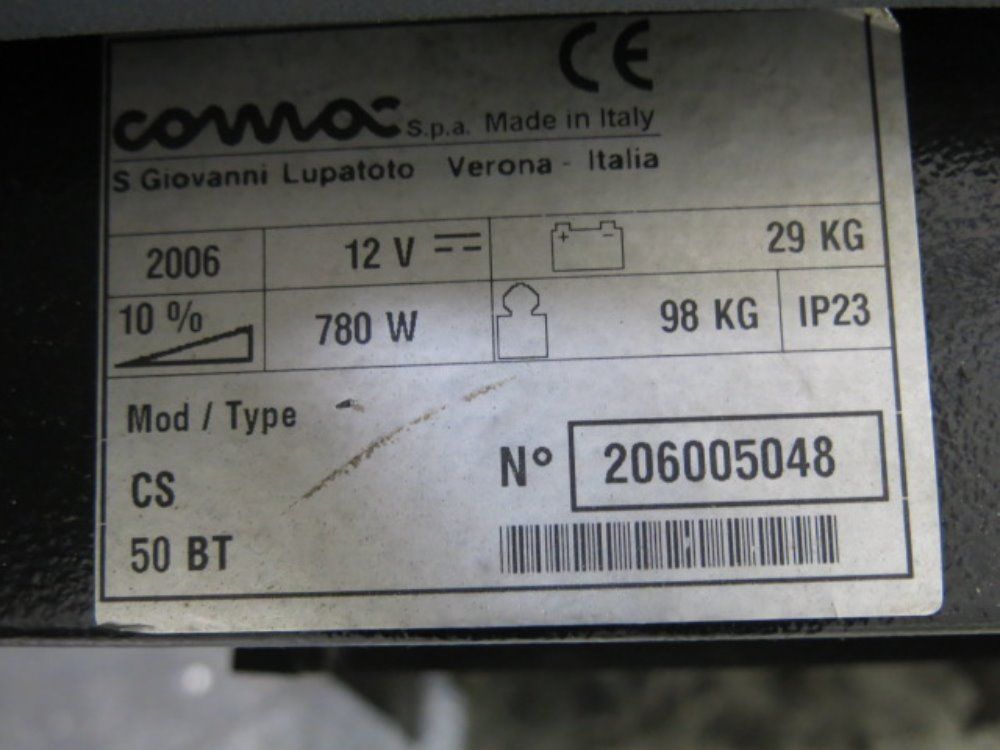 CE
comac S.p.a. Made in Italy
S Giovanni Lupatoto Verona - Italia
2006 12 V + - 29 KG
10 % 780 W 98 KG IP23
Mod / Type
CS N° 206005048
50 BT